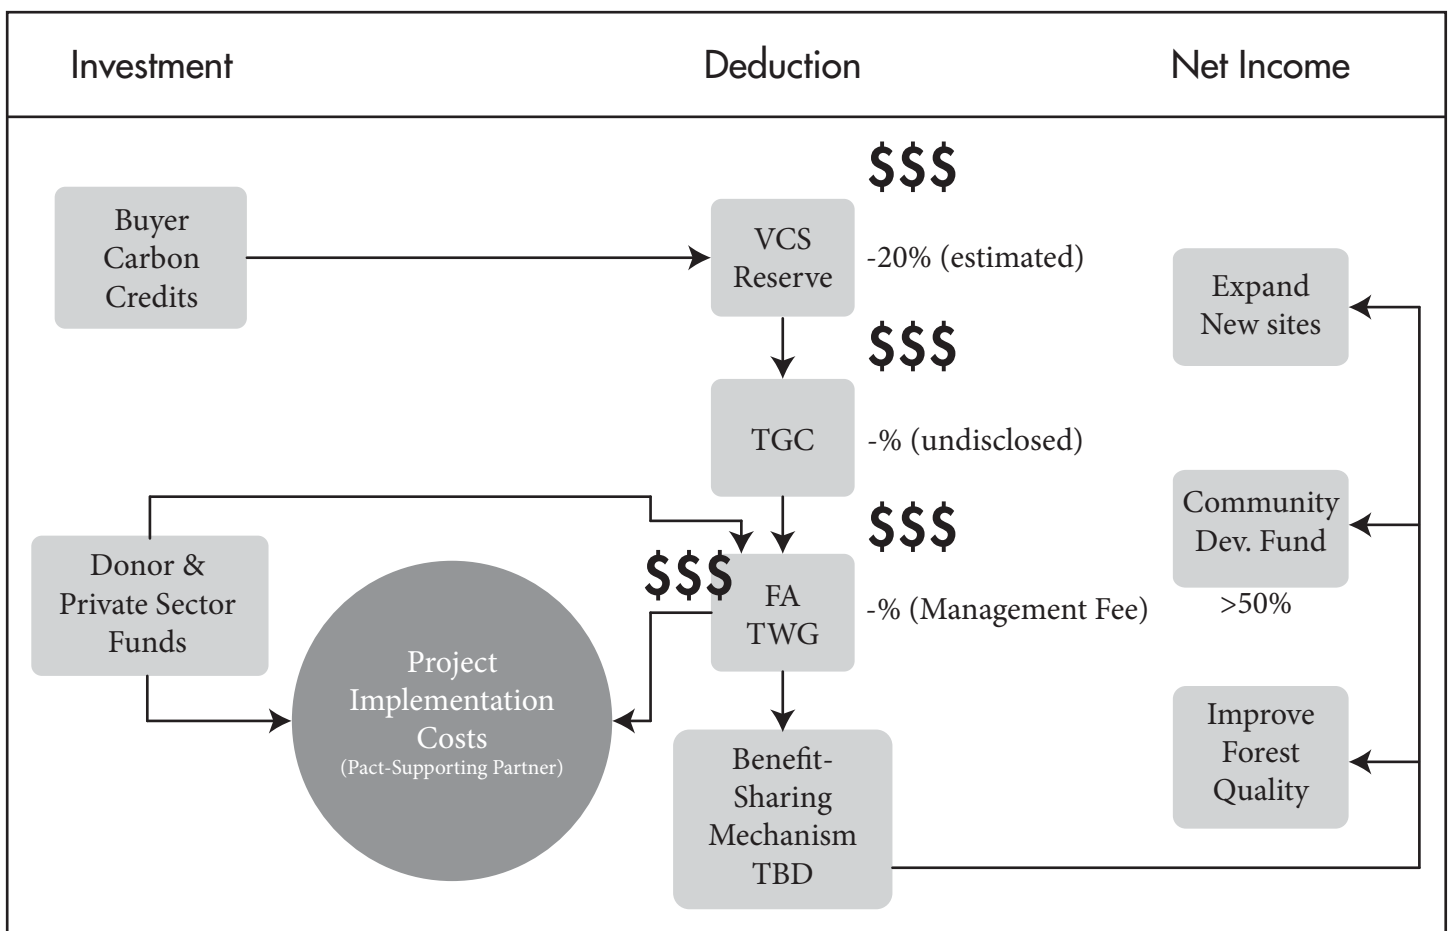 Investment
Deduction
Net Income
Buyer
Carbon
Credits
$$$
VCS
Reserve
-20% (estimated)
$$$
TGC
-% (undisclosed)
$$$
Donor &
Private Sector
Funds
$$$
FA
TWG
-% (Management Fee)
Project
Implementation
Costs
(Pact-Supporting Partner)
Benefit-
Sharing
Mechanism
TBD
Expand
New sites
Community
Dev. Fund
>50%
Improve
Forest
Quality